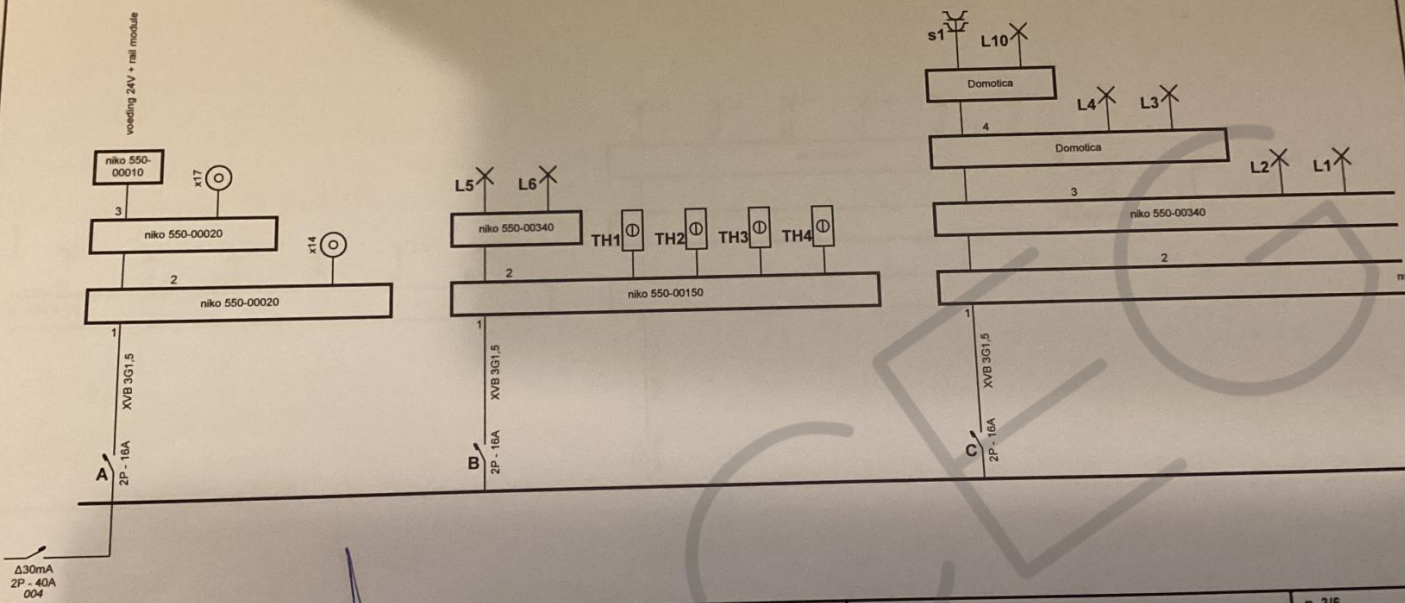 voeding 24V + rail module
niko 550-
00010
x17
3
niko 550-00020
x14
2
niko 550-00020
1
XVB 3G1,5
A
2P - 16A
Δ30mA
2P - 40A
004
L5
L6
niko 550-00340
TH1
TH2
TH3
TH4
2
niko 550-00150
1
XVB 3G1,5
B
2P - 16A
s1
L10
Domotica
L4
L3
4
Domotica
L2
L1
3
niko 550-00340
2
1
XVB 3G1,5
C
2P - 16A